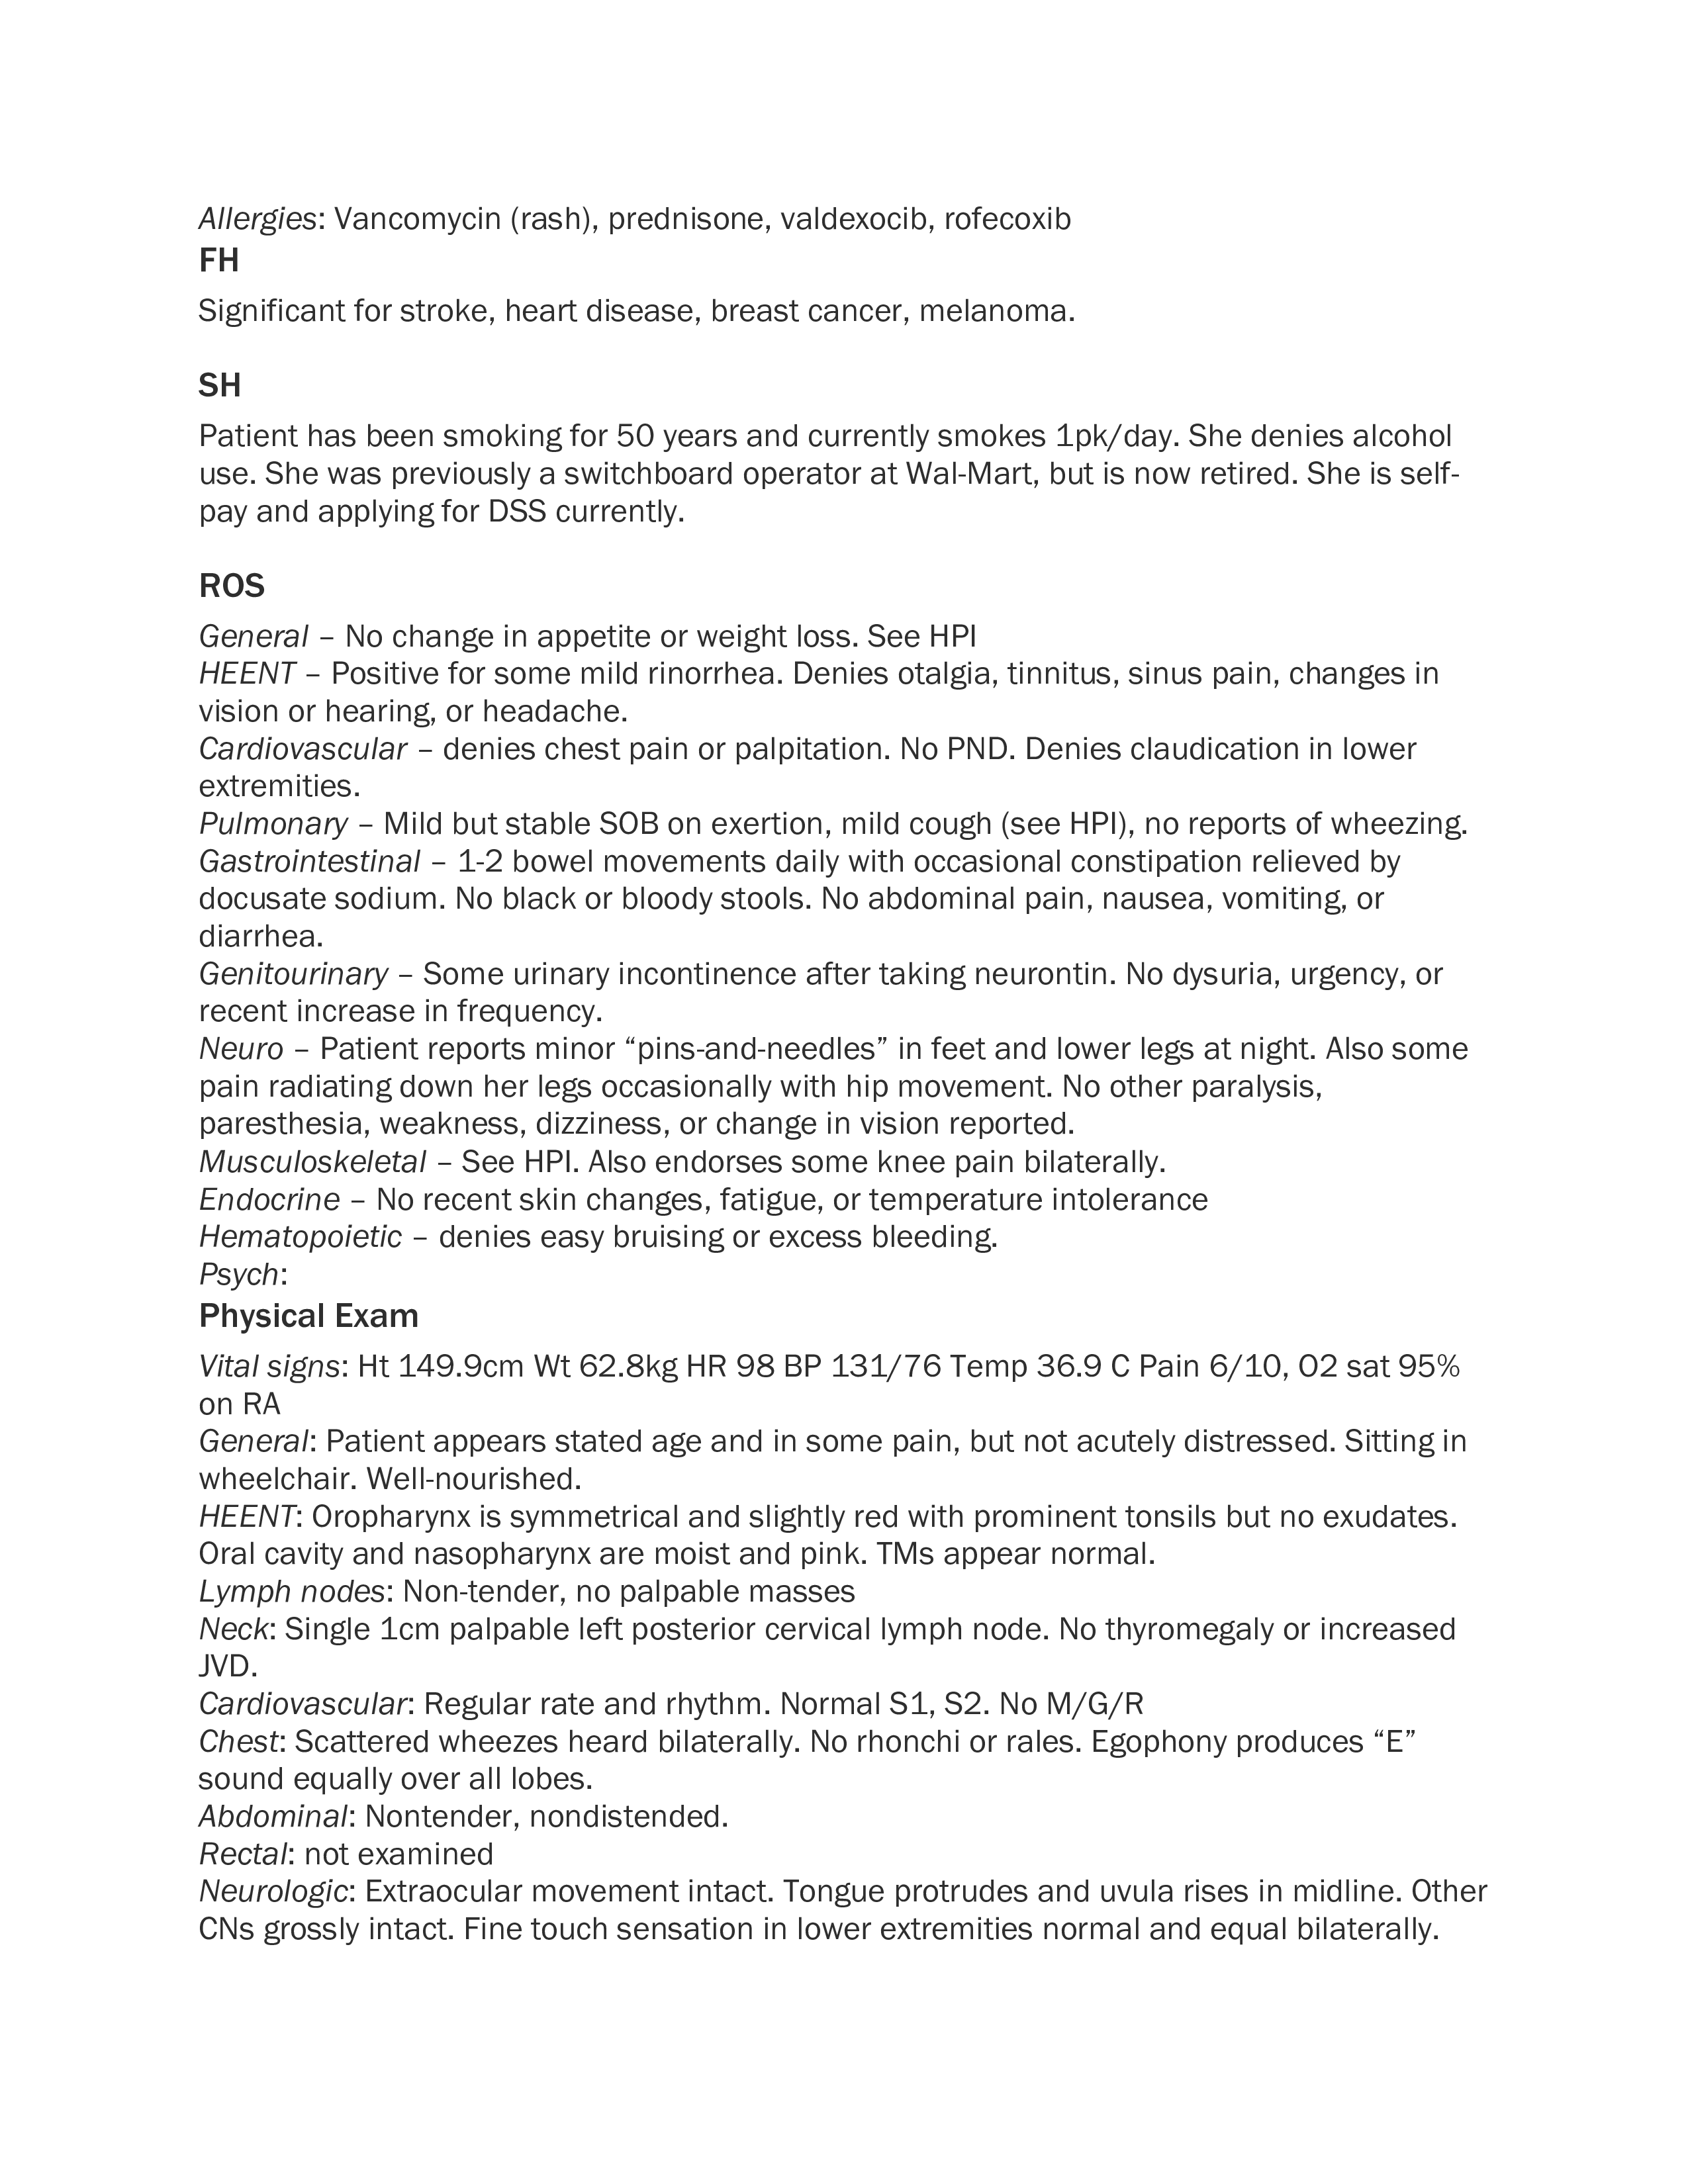 Allergies: Vancomycin (rash), prednisone, valdexocib, rofecoxib
FH
Significant for stroke, heart disease, breast cancer, melanoma.
SH
Patient has been smoking for 50 years and currently smokes 1pk/day. She denies alcohol
use. She was previously a switchboard operator at Wal-Mart, but is now retired. She is self-
pay and applying for DSS currently.
ROS
General – No change in appetite or weight loss. See HPI
HEENT – Positive for some mild rinorrhea. Denies otalgia, tinnitus, sinus pain, changes in
vision or hearing, or headache.
Cardiovascular – denies chest pain or palpitation. No PND. Denies claudication in lower
extremities.
Pulmonary – Mild but stable SOB on exertion, mild cough (see HPI), no reports of wheezing.
Gastrointestinal – 1-2 bowel movements daily with occasional constipation relieved by
docusate sodium. No black or bloody stools. No abdominal pain, nausea, vomiting, or
diarrhea.
Genitourinary – Some urinary incontinence after taking neurontin. No dysuria, urgency, or
recent increase in frequency.
Neuro – Patient reports minor “pins-and-needles” in feet and lower legs at night. Also some
pain radiating down her legs occasionally with hip movement. No other paralysis,
paresthesia, weakness, dizziness, or change in vision reported.
Musculoskeletal – See HPI. Also endorses some knee pain bilaterally.
Endocrine – No recent skin changes, fatigue, or temperature intolerance
Hematopoietic – denies easy bruising or excess bleeding.
Psych:
Physical Exam
Vital signs: Ht 149.9cm Wt 62.8kg HR 98 BP 131/76 Temp 36.9 C Pain 6/10, O2 sat 95%
on RA
General: Patient appears stated age and in some pain, but not acutely distressed. Sitting in
wheelchair. Well-nourished.
HEENT: Oropharynx is symmetrical and slightly red with prominent tonsils but no exudates.
Oral cavity and nasopharynx are moist and pink. TMs appear normal.
Lymph nodes: Non-tender, no palpable masses
Neck: Single 1cm palpable left posterior cervical lymph node. No thyromegaly or increased
JVD.
Cardiovascular: Regular rate and rhythm. Normal S1, S2. No M/G/R
Chest: Scattered wheezes heard bilaterally. No rhonchi or rales. Egophony produces “E”
sound equally over all lobes.
Abdominal: Nontender, nondistended.
Rectal: not examined
Neurologic: Extraocular movement intact. Tongue protrudes and uvula rises in midline. Other
CNs grossly intact. Fine touch sensation in lower extremities normal and equal bilaterally.